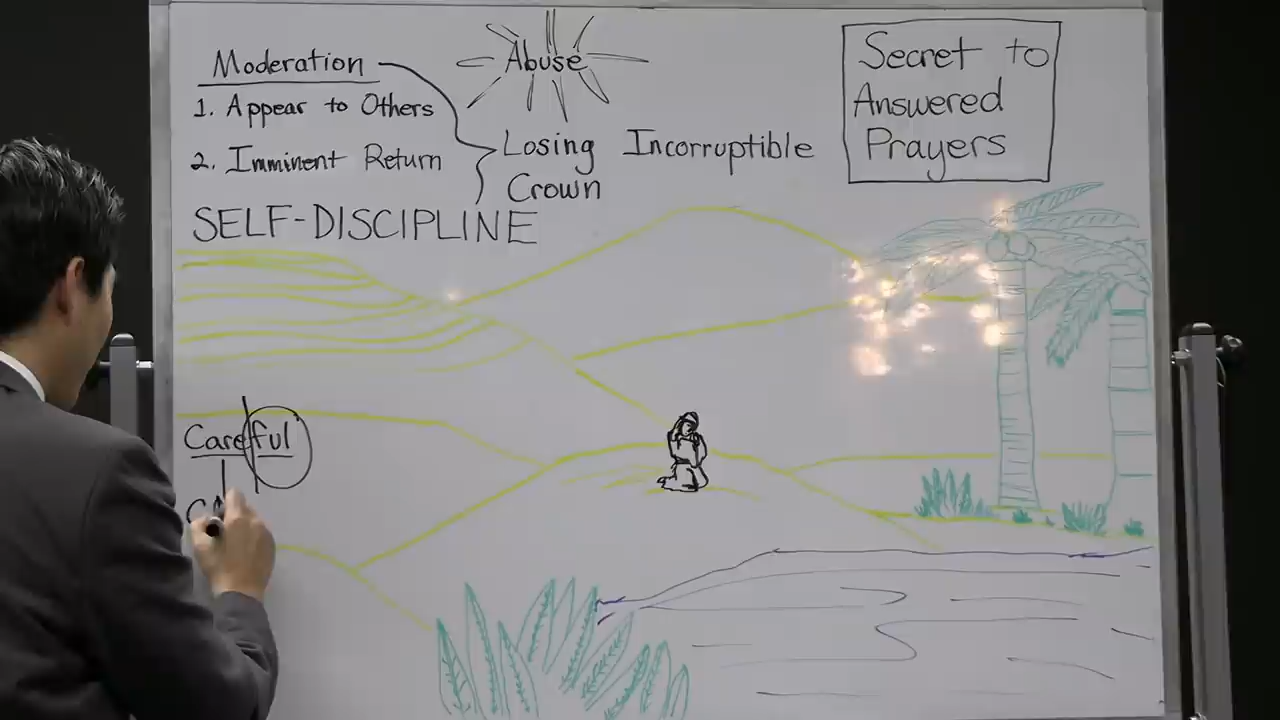 Moderation
1. Appear to Others
2. Imminent Return
Abuse
Losing Incorruptible
Crown
Secret to
Answered
Prayers
SELF-DISCIPLINE
Careful